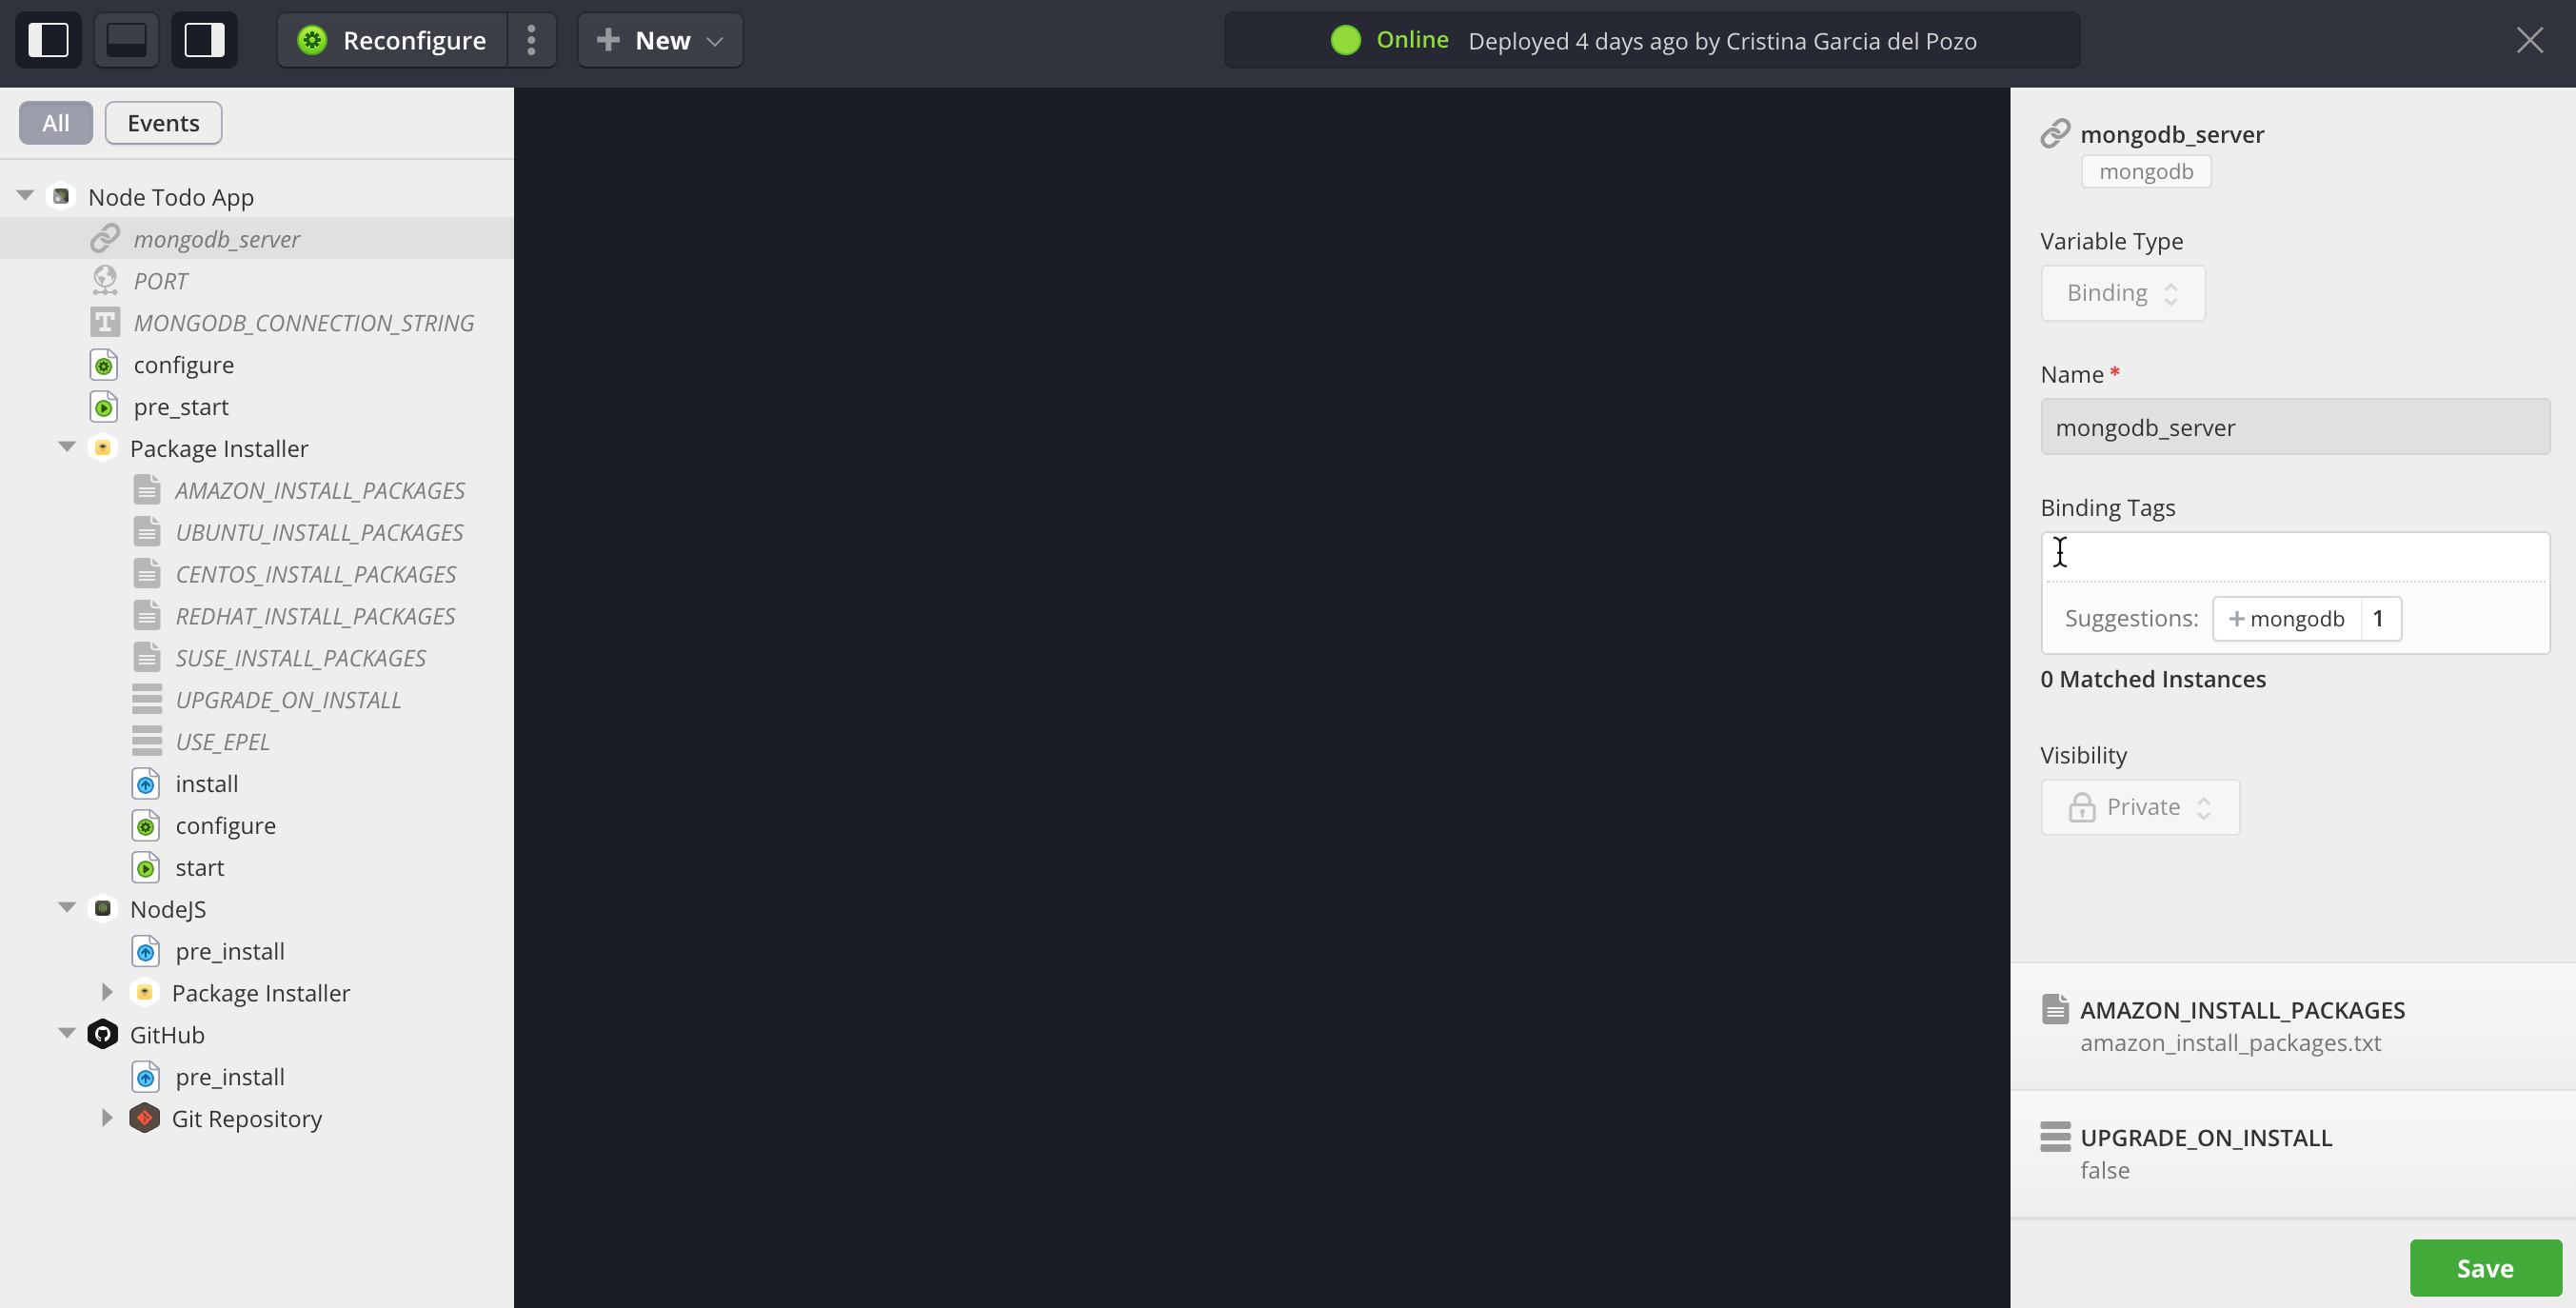 Reconfigure
New
Online Deployed 4 days ago by Cristina Garcia del Pozo
All
Events
Node Todo App
mongodb_server
PORT
MONGODB_CONNECTION_STRING
configure
pre_start
Package Installer
AMAZON_INSTALL_PACKAGES
UBUNTU_INSTALL_PACKAGES
CENTOS_INSTALL_PACKAGES
REDHAT_INSTALL_PACKAGES
SUSE_INSTALL_PACKAGES
UPGRADE_ON_INSTALL
USE_EPEL
install
configure
start
NodeJS
pre_install
Package Installer
GitHub
pre_install
Git Repository
mongodb_server
mongodb
Variable Type
Binding
Name *
mongodb_server
Binding Tags
Suggestions: + mongodb 1
0 Matched Instances
Visibility
Private
AMAZON_INSTALL_PACKAGES
amazon_install_packages.txt
UPGRADE_ON_INSTALL
false
Save